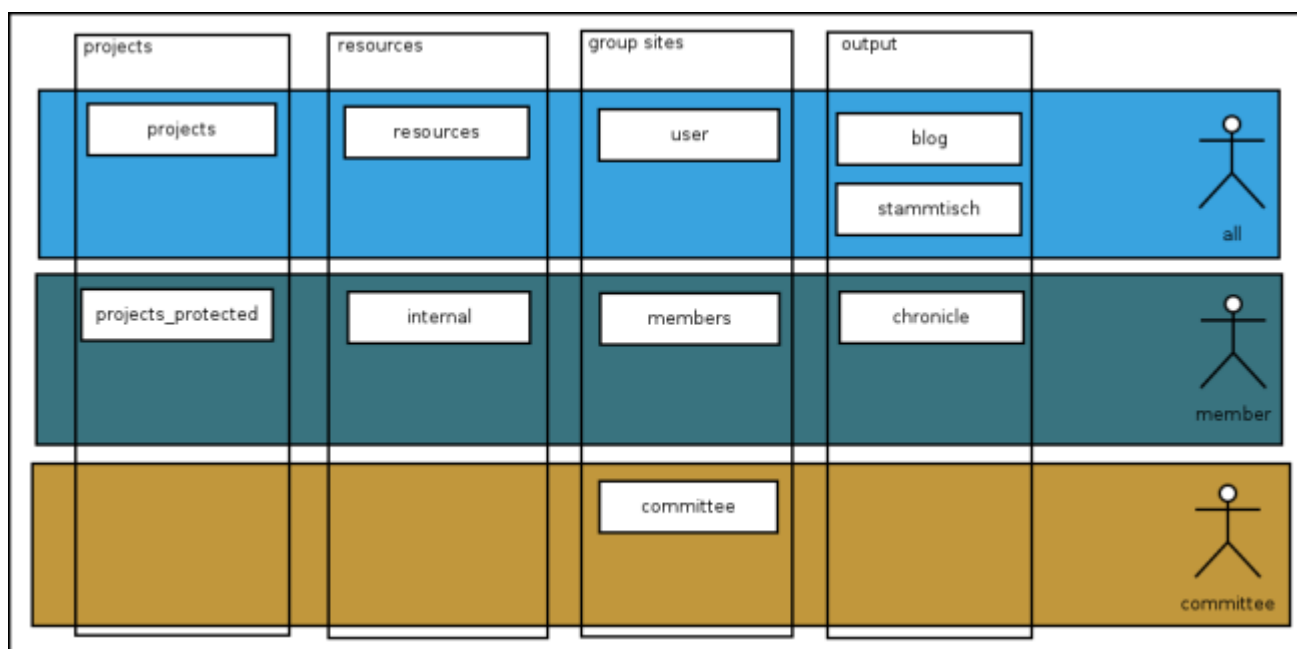 projects
resources
group sites
output
projects
resources
user
blog
stammtisch
all
projects_protected
internal
members
chronicle
member
committee
committee